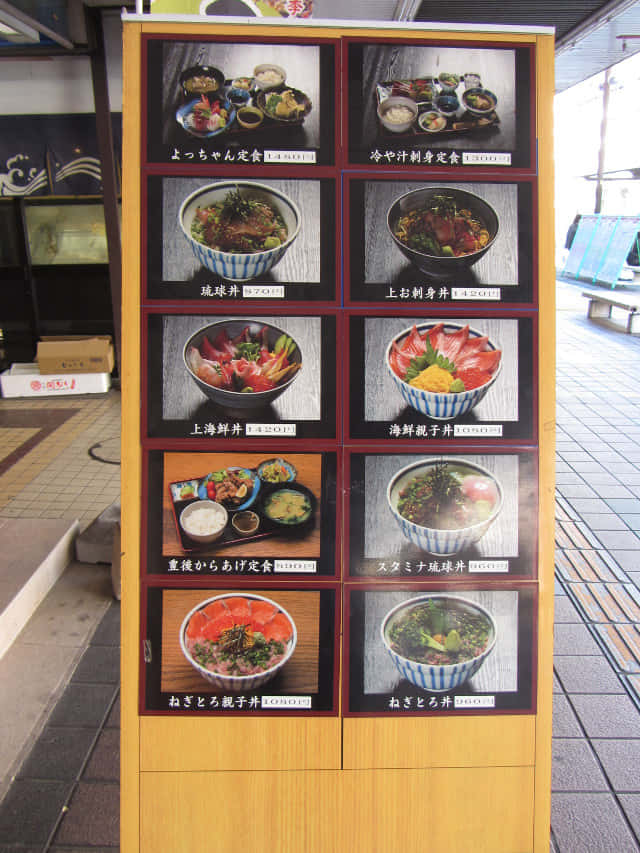 よっちゃん定食 1480円
冷や汁刺身定食 1300円
琉球丼 870円
上お刺身丼 1420円
上海鮮丼 1420円
海鮮親子丼 1080円
重後からあげ定食 890円
スタミナ琉球丼 960円
ねぎとろ親子丼 1080円
ねぎとろ丼 960円